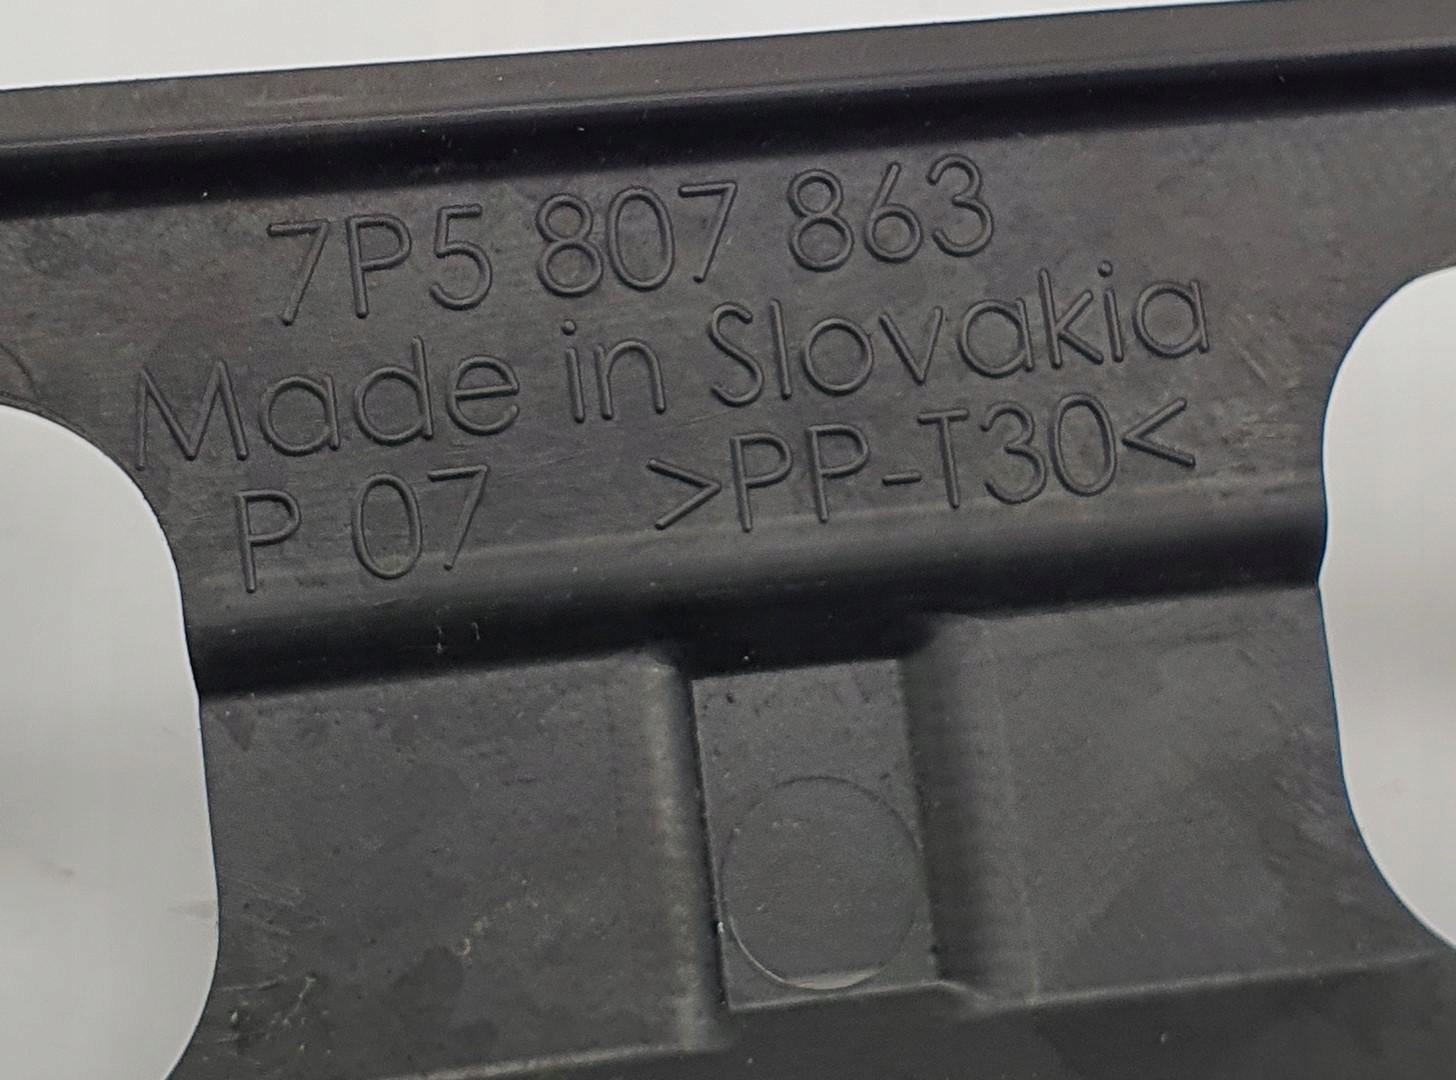 7P5 807 863
Made in Slovakia
P 07 >PP-T30<